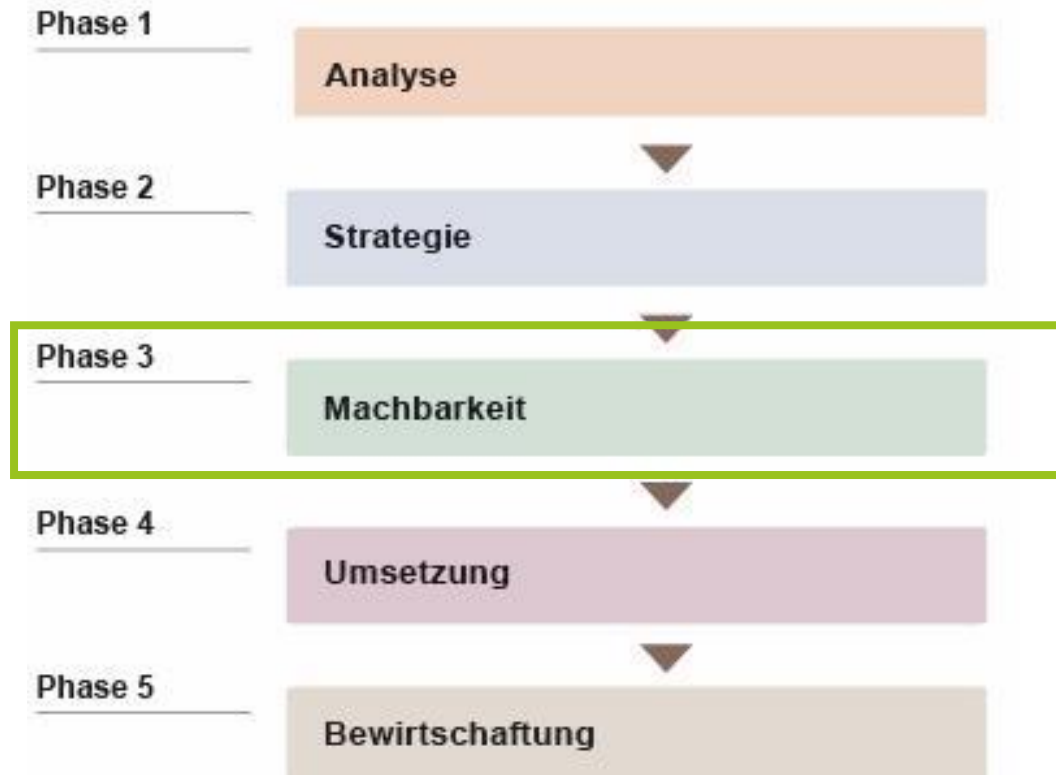 Phase 1
Analyse
Phase 2
Strategie
Phase 3
Machbarkeit
Phase 4
Umsetzung
Phase 5
Bewirtschaftung